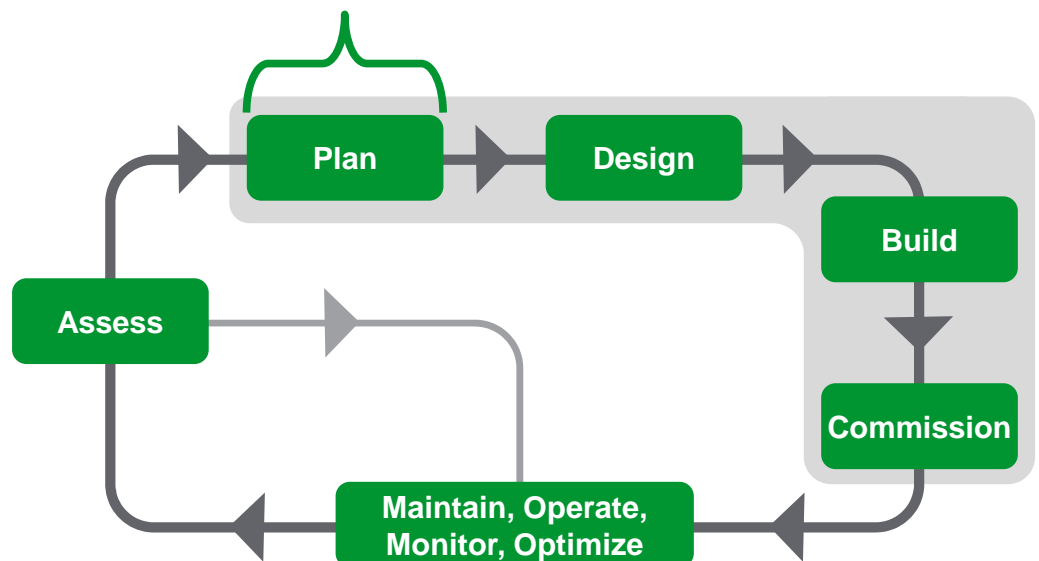 Plan
Design
Build
Assess
Commission
Maintain, Operate,
Monitor, Optimize